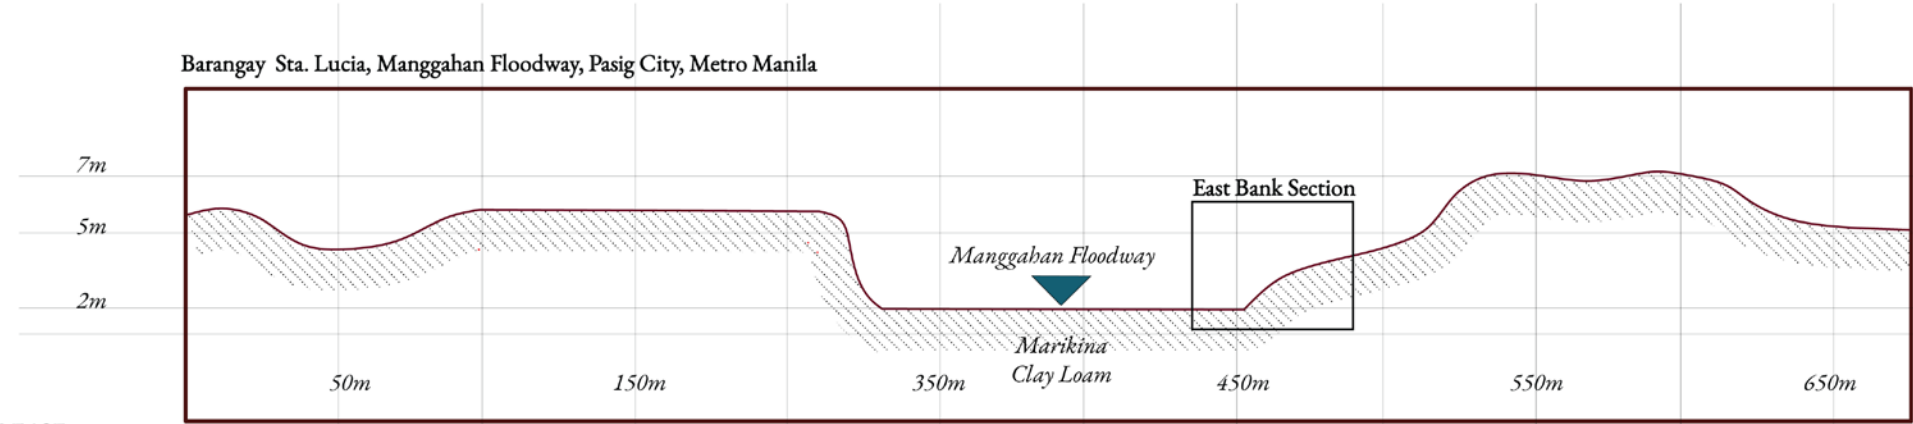 Barangay Sta. Lucia, Manggahan Floodway, Pasig City, Metro Manila
7m
East Bank Section
5m
Manggahan Floodway
2m
Marikina
Clay Loam
50m 150m 350m 450m 550m 650m